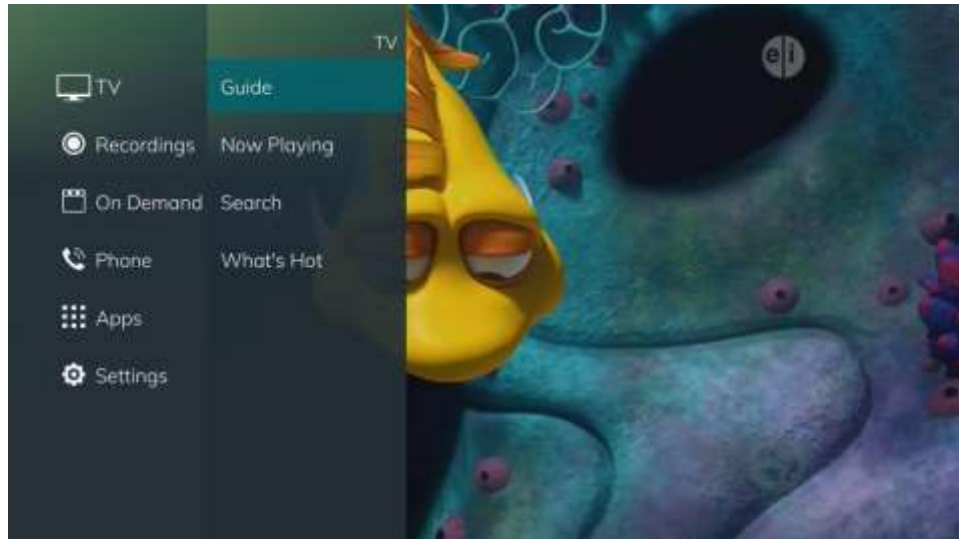 TV
TV
Guide
Recordings
Now Playing
On Demand
Search
Phone
What's Hot
Apps
Settings
e i